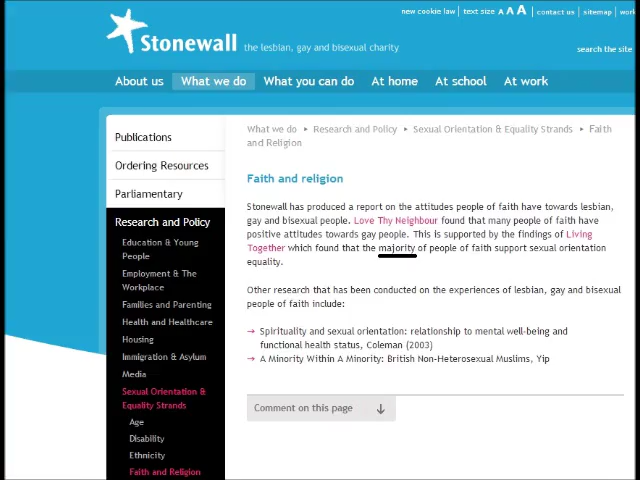 new cookie law | text size A A A | contact us | sitemap |
Stonewall the lesbian, gay and bisexual charity
search the site
About us What we do What you can do At home At school At work
Publications
Ordering Resources
Parliamentary
Research and Policy
Education & Young
People
Employment & The
Workplace
Families and Parenting
Health and Healthcare
Housing
Immigration & Asylum
Media
Sexual Orientation &
Equality Strands
Age
Disability
Ethnicity
Faith and Religion
What we do ▸ Research and Policy ▸ Sexual Orientation & Equality Strands ▸ Faith
and Religion
Faith and religion
Stonewall has produced a report on the attitudes people of faith have towards lesbian,
gay and bisexual people. Love Thy Neighbour found that many people of faith have
positive attitudes towards gay people. This is supported by the findings of Living
Together which found that the majority of people of faith support sexual orientation
equality.
Other research that has been conducted on the experiences of lesbian, gay and bisexual
people of faith include:
→ Spirituality and sexual orientation: relationship to mental well-being and
functional health status, Coleman (2003)
→ A Minority Within A Minority: British Non-Heterosexual Muslims, Yip
Comment on this page ↓